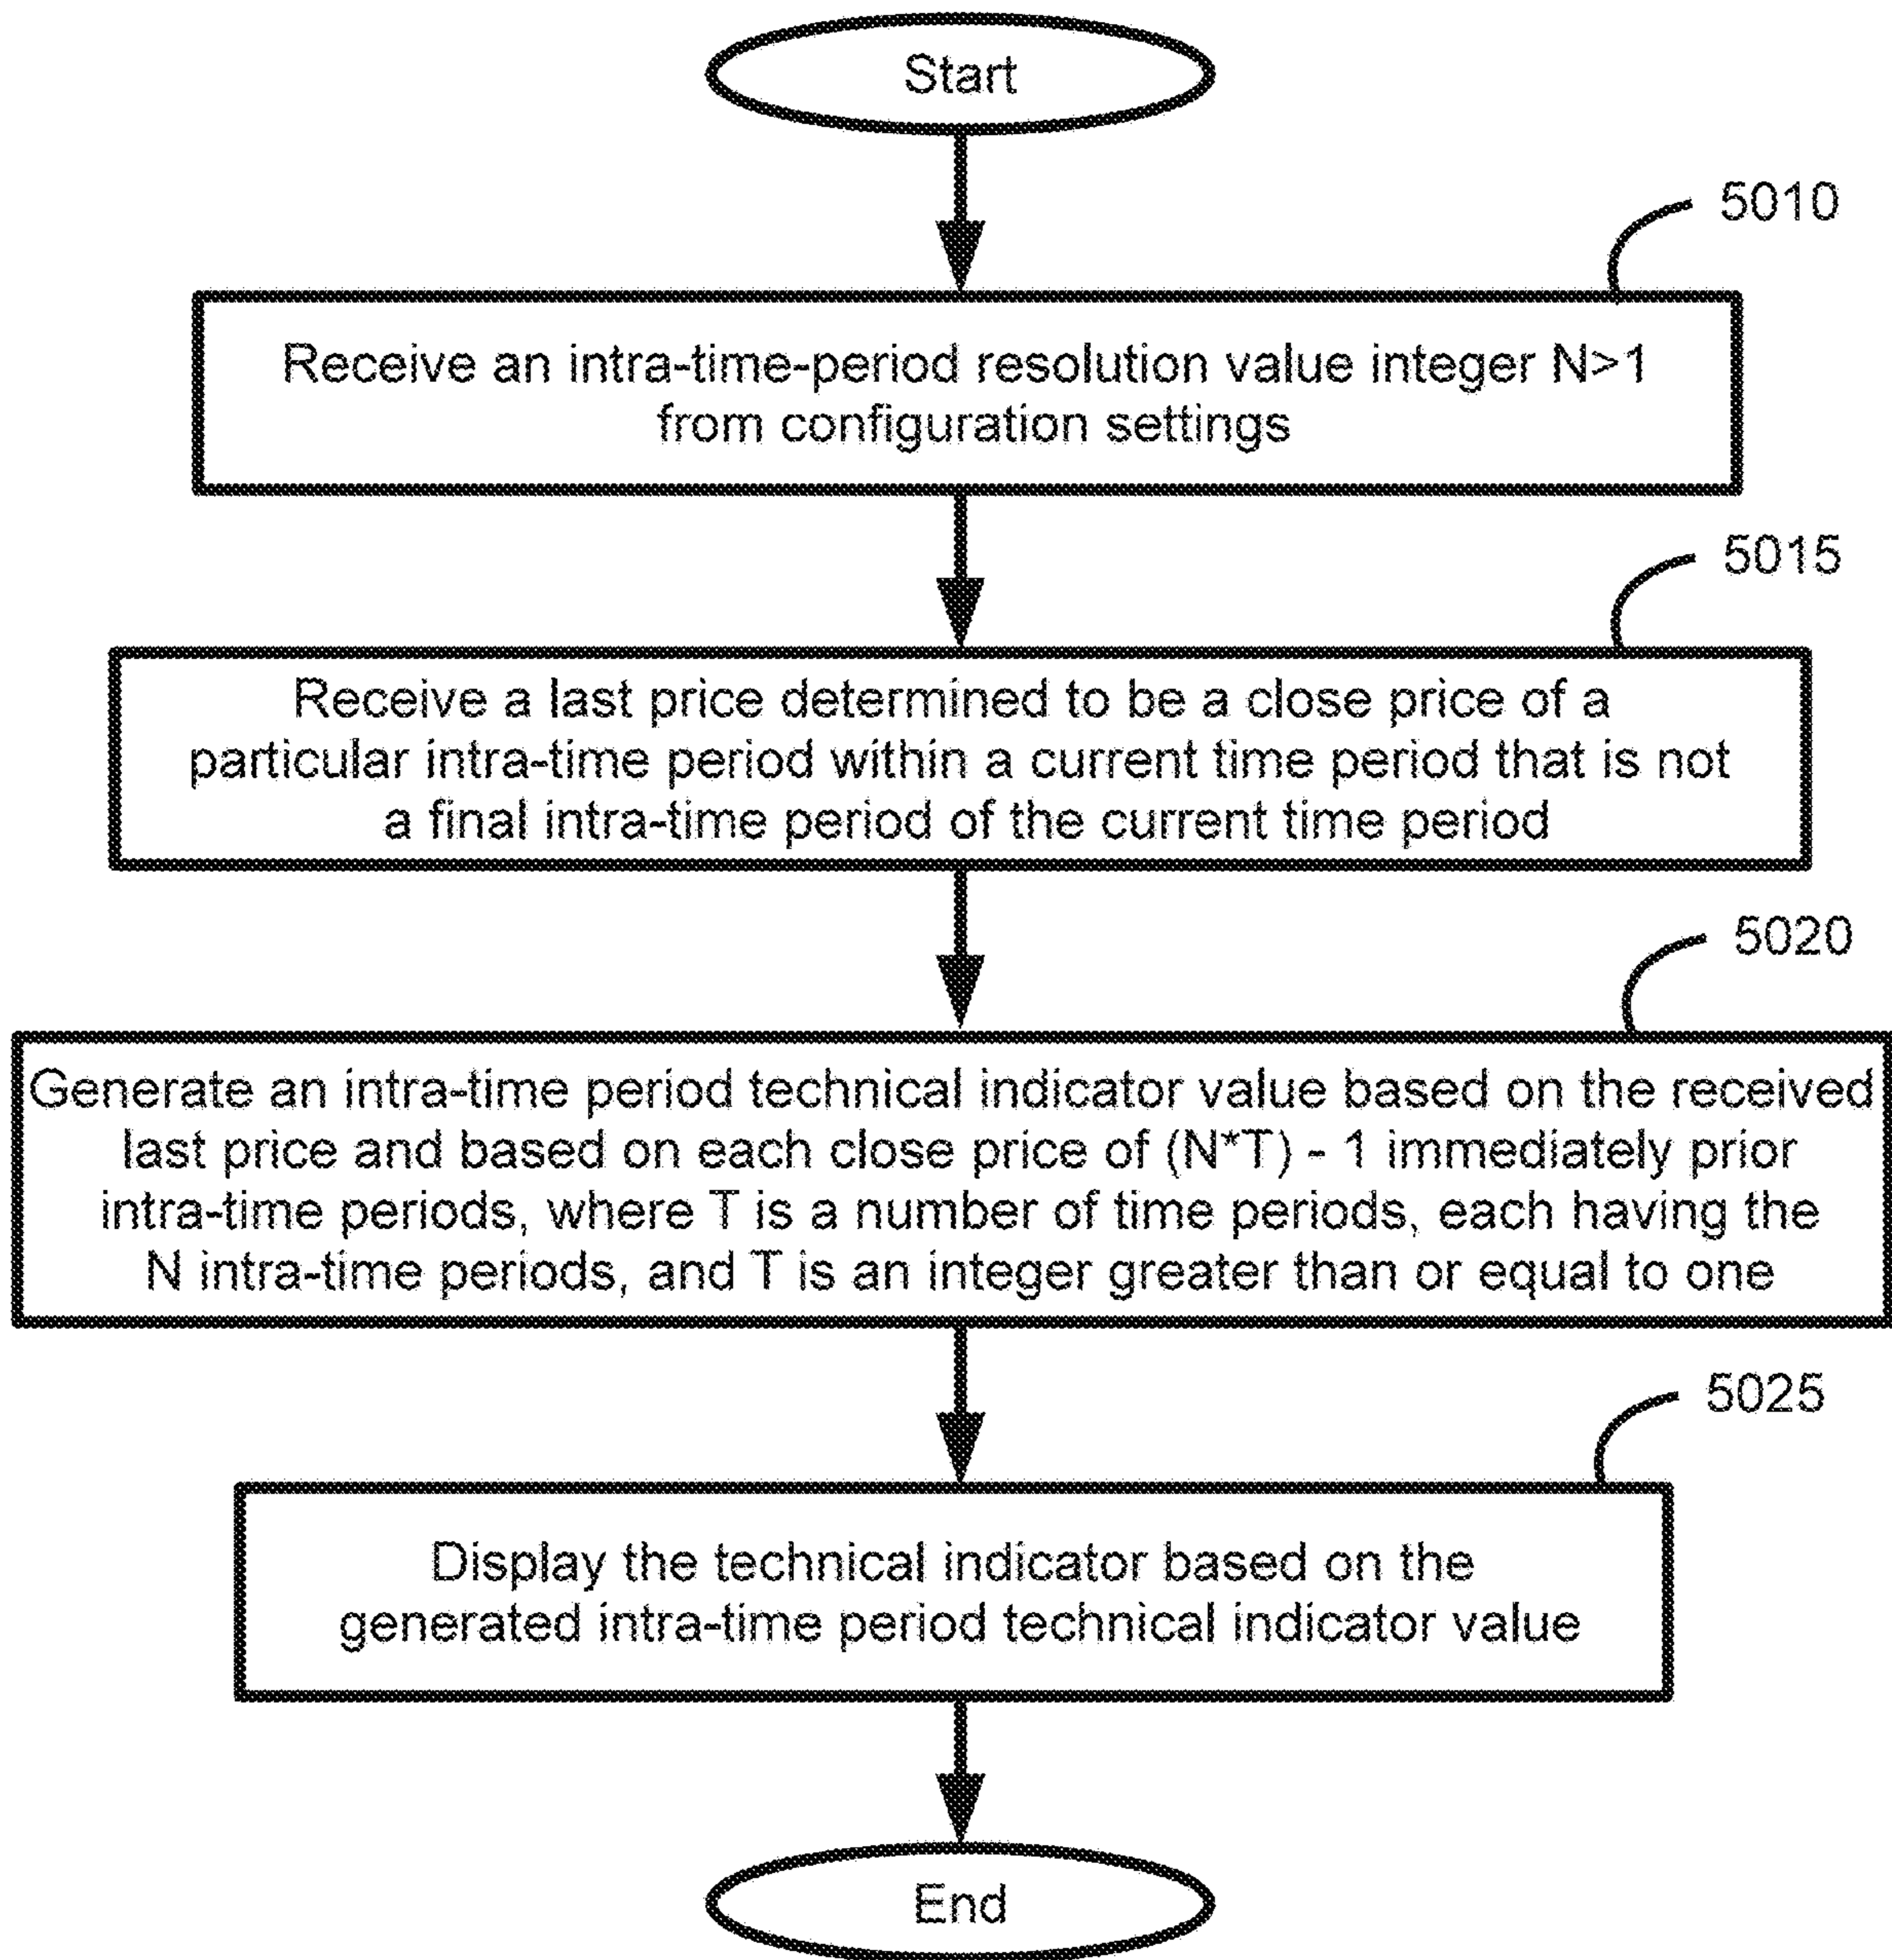 Start
5010
Receive an intra-time-period resolution value integer N>1
from configuration settings
5015
Receive a last price determined to be a close price of a
particular intra-time period within a current time period that is not
a final intra-time period of the current time period
5020
Generate an intra-time period technical indicator value based on the received
last price and based on each close price of (N*T) - 1 immediately prior
intra-time periods, where T is a number of time periods, each having the
N intra-time periods, and T is an integer greater than or equal to one
5025
Display the technical indicator based on the
generated intra-time period technical indicator value
End